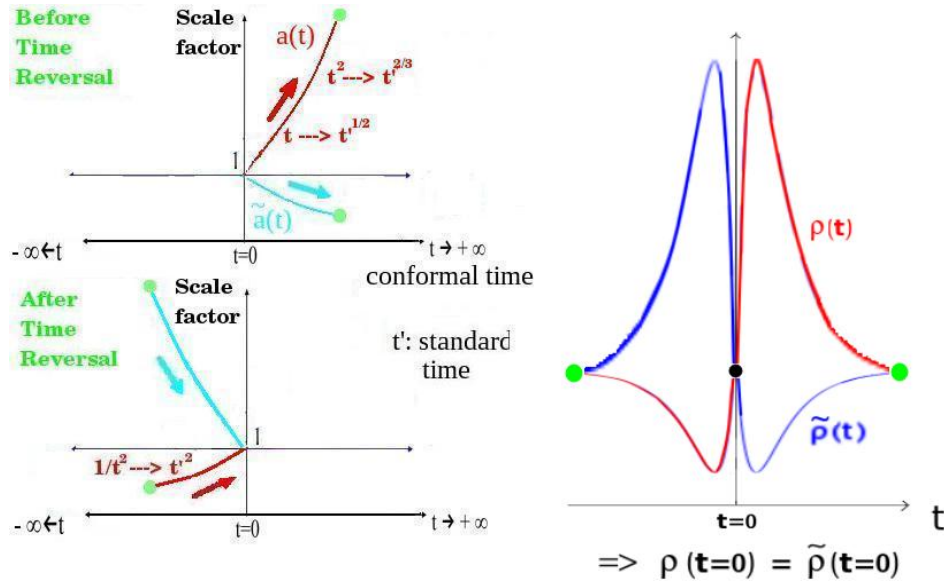 Before
Time
Reversal
Scale
factor
a(t)
t² ---> t'^2/3
t ---> t'^1/2
1
ã(t)
- ∞ ← t
t=0
t → + ∞
conformal time
After
Time
Reversal
Scale
factor
t': standard
time
1
1/t² ---> t'²
- ∞ ← t
t=0
t → + ∞
ρ(t)
ρ̃(t)
t=0
t
=> ρ (t=0) = ρ̃(t=0)